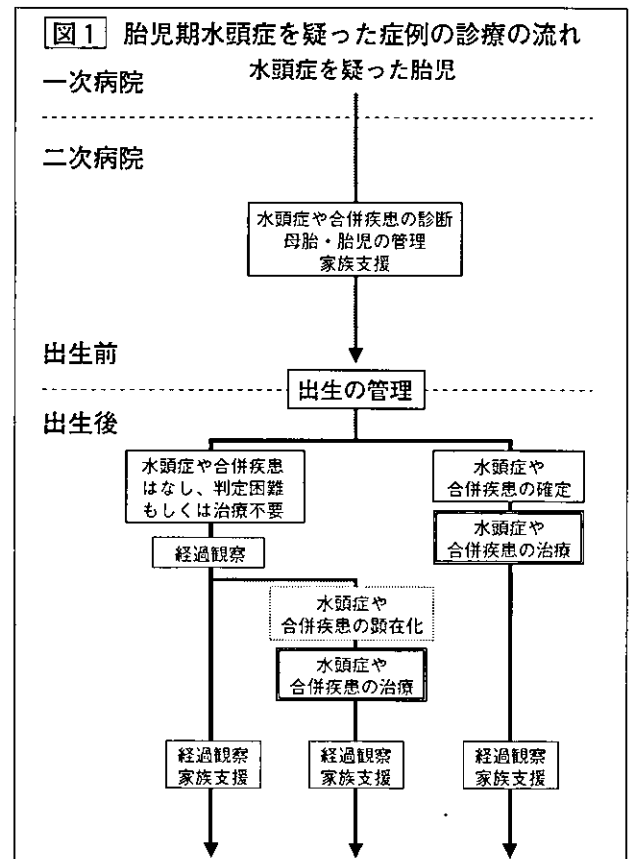 図1 胎児期水頭症を疑った症例の診療の流れ
水頭症を疑った胎児
一次病院
二次病院
水頭症や合併疾患の診断
母胎・胎児の管理
家族支援
出生前
出生の管理
出生後
水頭症や合併疾患
はなし、判定困難
もしくは治療不要
水頭症や
合併疾患の確定
水頭症や
合併疾患の治療
経過観察
水頭症や
合併疾患の顕在化
水頭症や
合併疾患の治療
経過観察
家族支援
経過観察
家族支援
経過観察
家族支援